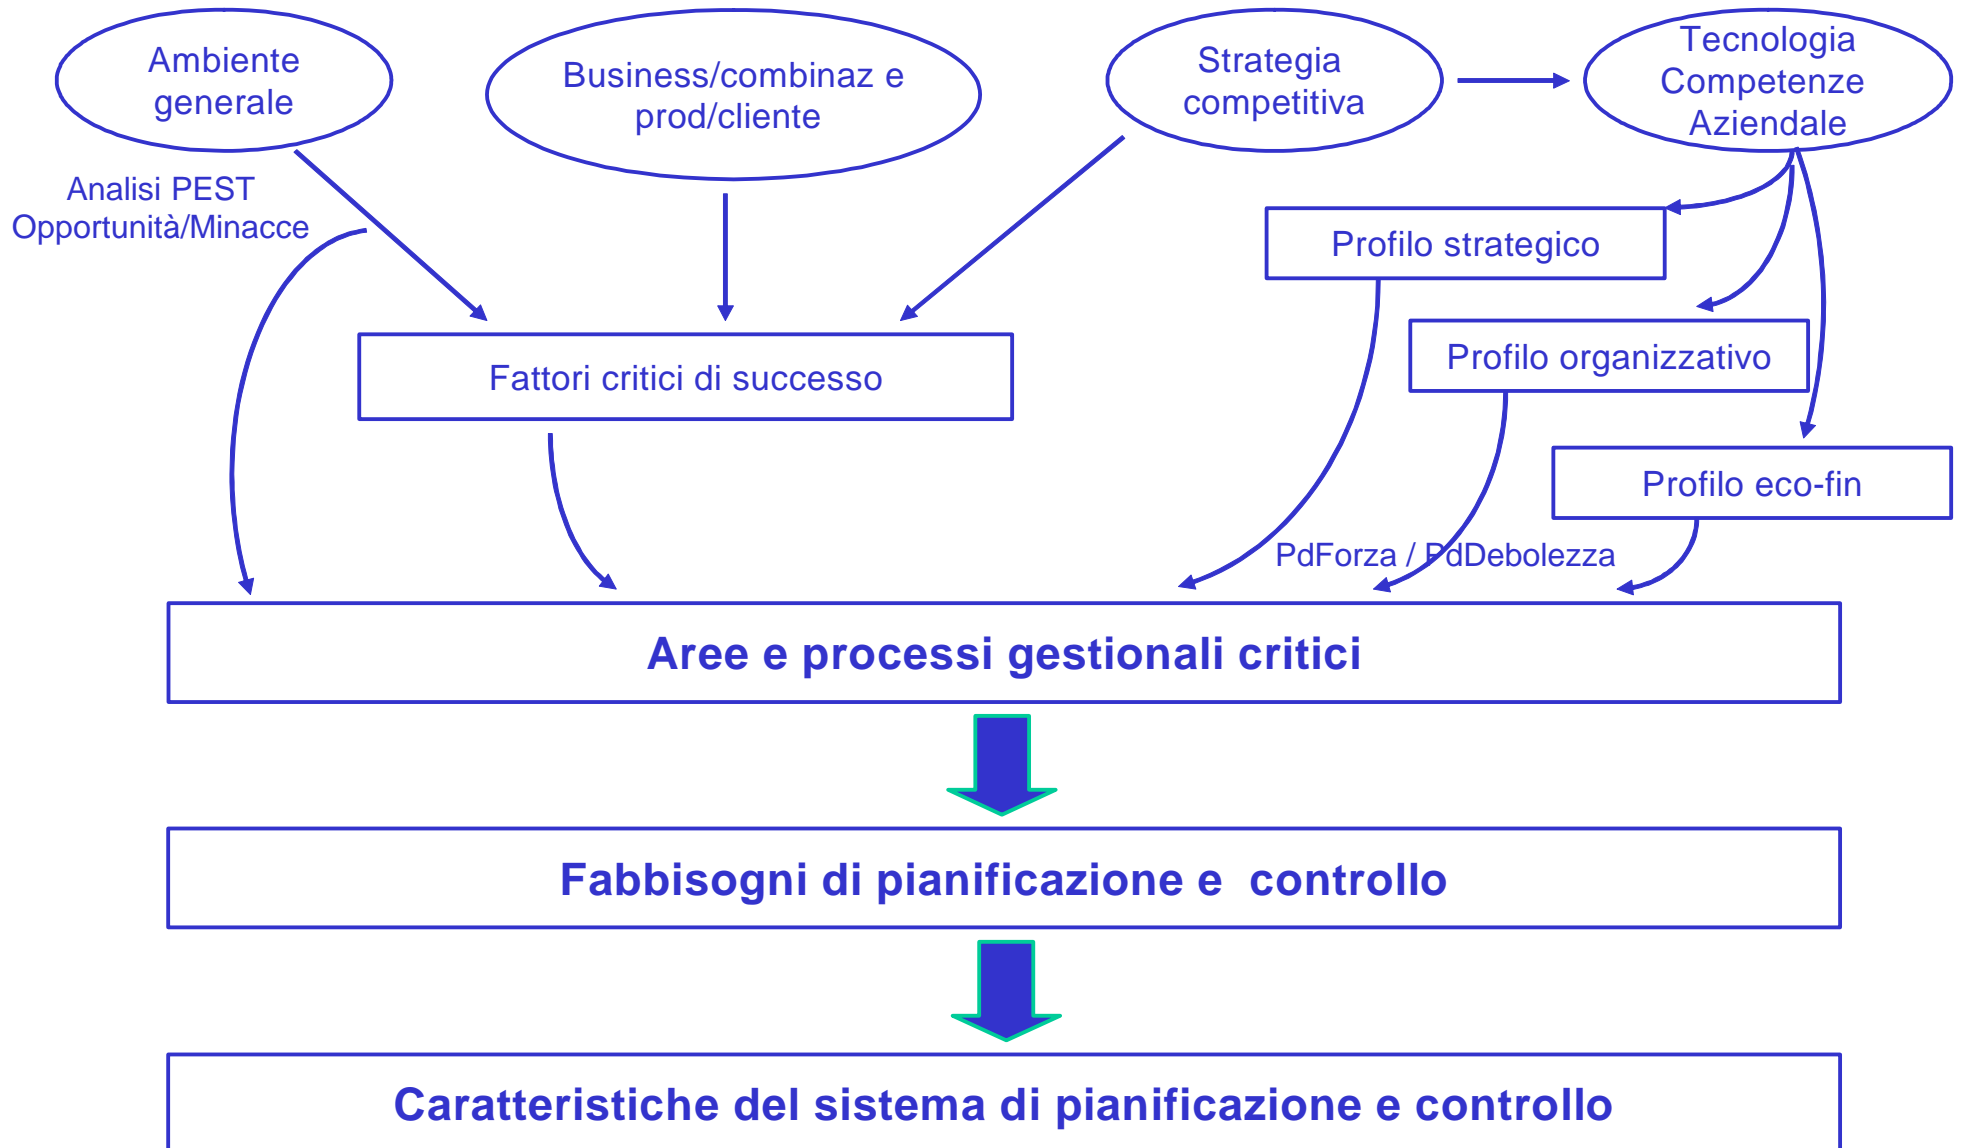 Ambiente
generale
Business/combinaz e
prod/cliente
Strategia
competitiva
Tecnologia
Competenze
Aziendale
Analisi PEST
Opportunità/Minacce
Profilo strategico
Fattori critici di successo
Profilo organizzativo
Profilo eco-fin
PdForza / PdDebolezza
Aree e processi gestionali critici
Fabbisogni di pianificazione e  controllo
Caratteristiche del sistema di pianificazione e controllo